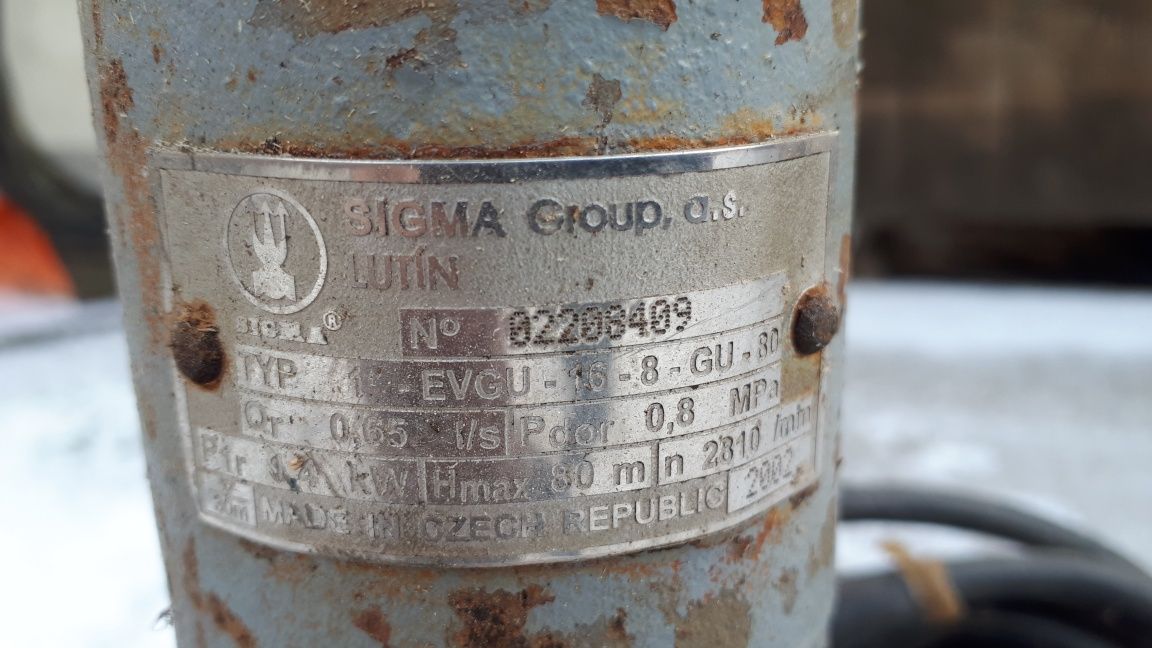 SIGMA Group, a.s.
LUTÍN
SIGMA®
Nº 02208409
TYP - EVGU - 16 - 8 - GU - 80
Qr 0,65 l/s Pdop 0,8 MPa
kW Hmax 80 m n 2810 /min
MADE IN CZECH REPUBLIC 2002